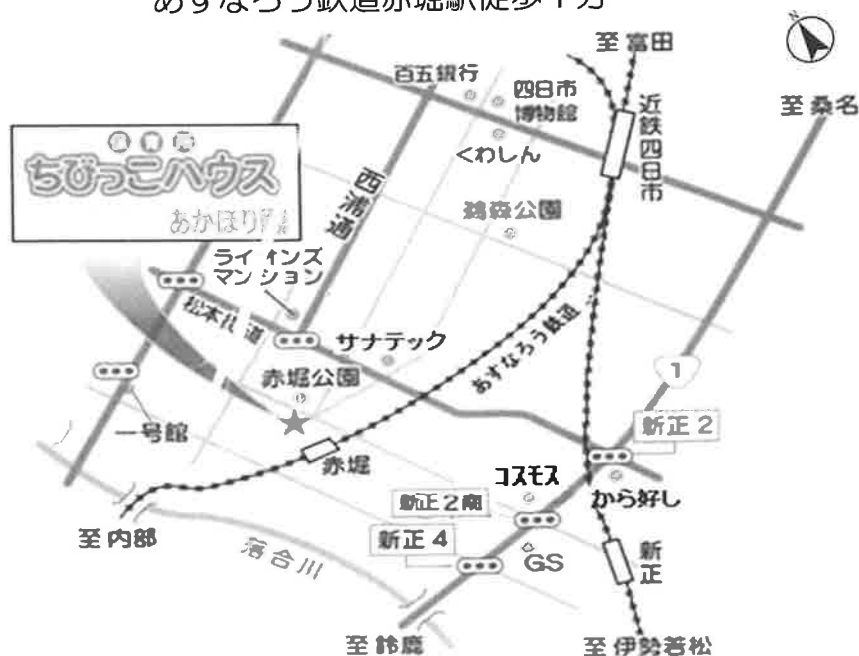 あすなろう鉄道赤堀駅徒歩1分
N
至 富田
百五銀行
四日市
博物館
近鉄四日市
至 桑名
くわしん
保育所
ちびっこハウス
あかほり
西浦通
鵜森公園
ライオンズ
マンション
松本街道
サナテック
あすなろう鉄道
赤堀公園
1
新正 2
一号館
赤堀
コスモス
から好し
新正 2 南
新正 4
至 内部
落合川
GS
新正
至 鈴鹿
至 伊勢若松